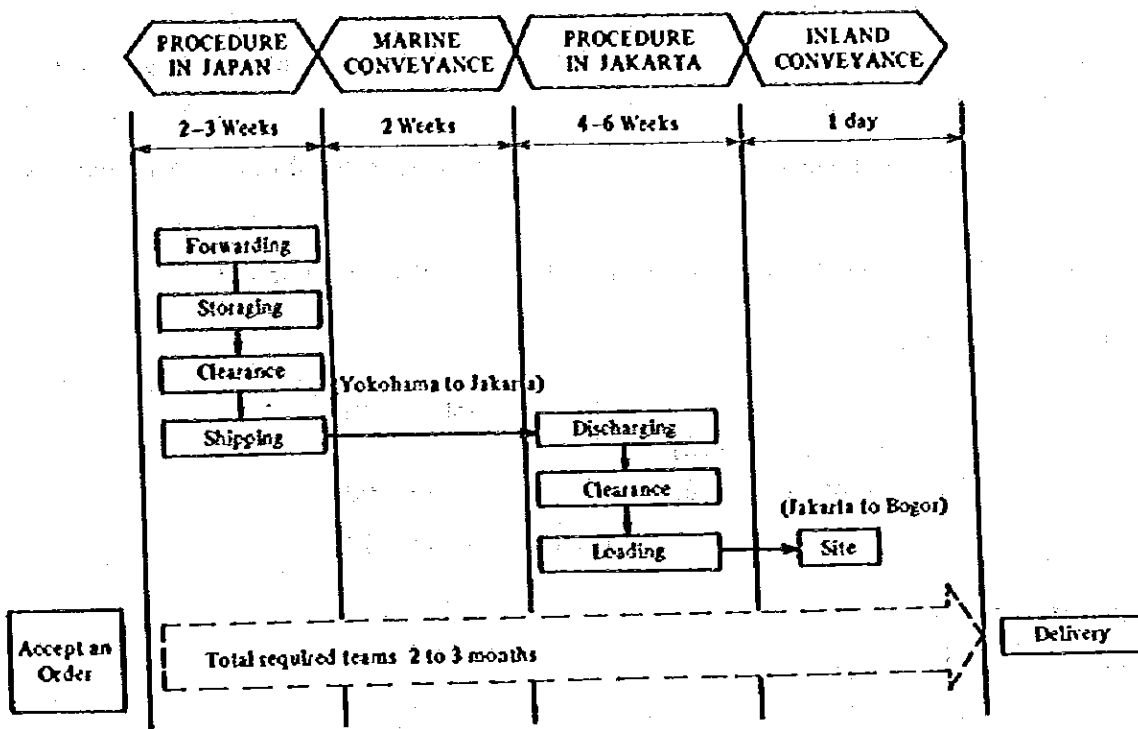 PROCEDURE
IN JAPAN
MARINE
CONVEYANCE
PROCEDURE
IN JAKARTA
INLAND
CONVEYANCE
2-3 Weeks
2 Weeks
4-6 Weeks
1 day
Forwarding
Storaging
Clearance
Shipping
(Yokohama to Jakarta)
Discharging
Clearance
Loading
(Jakarta to Bogor)
Site
Accept an
Order
Total required teams 2 to 3 months
Delivery